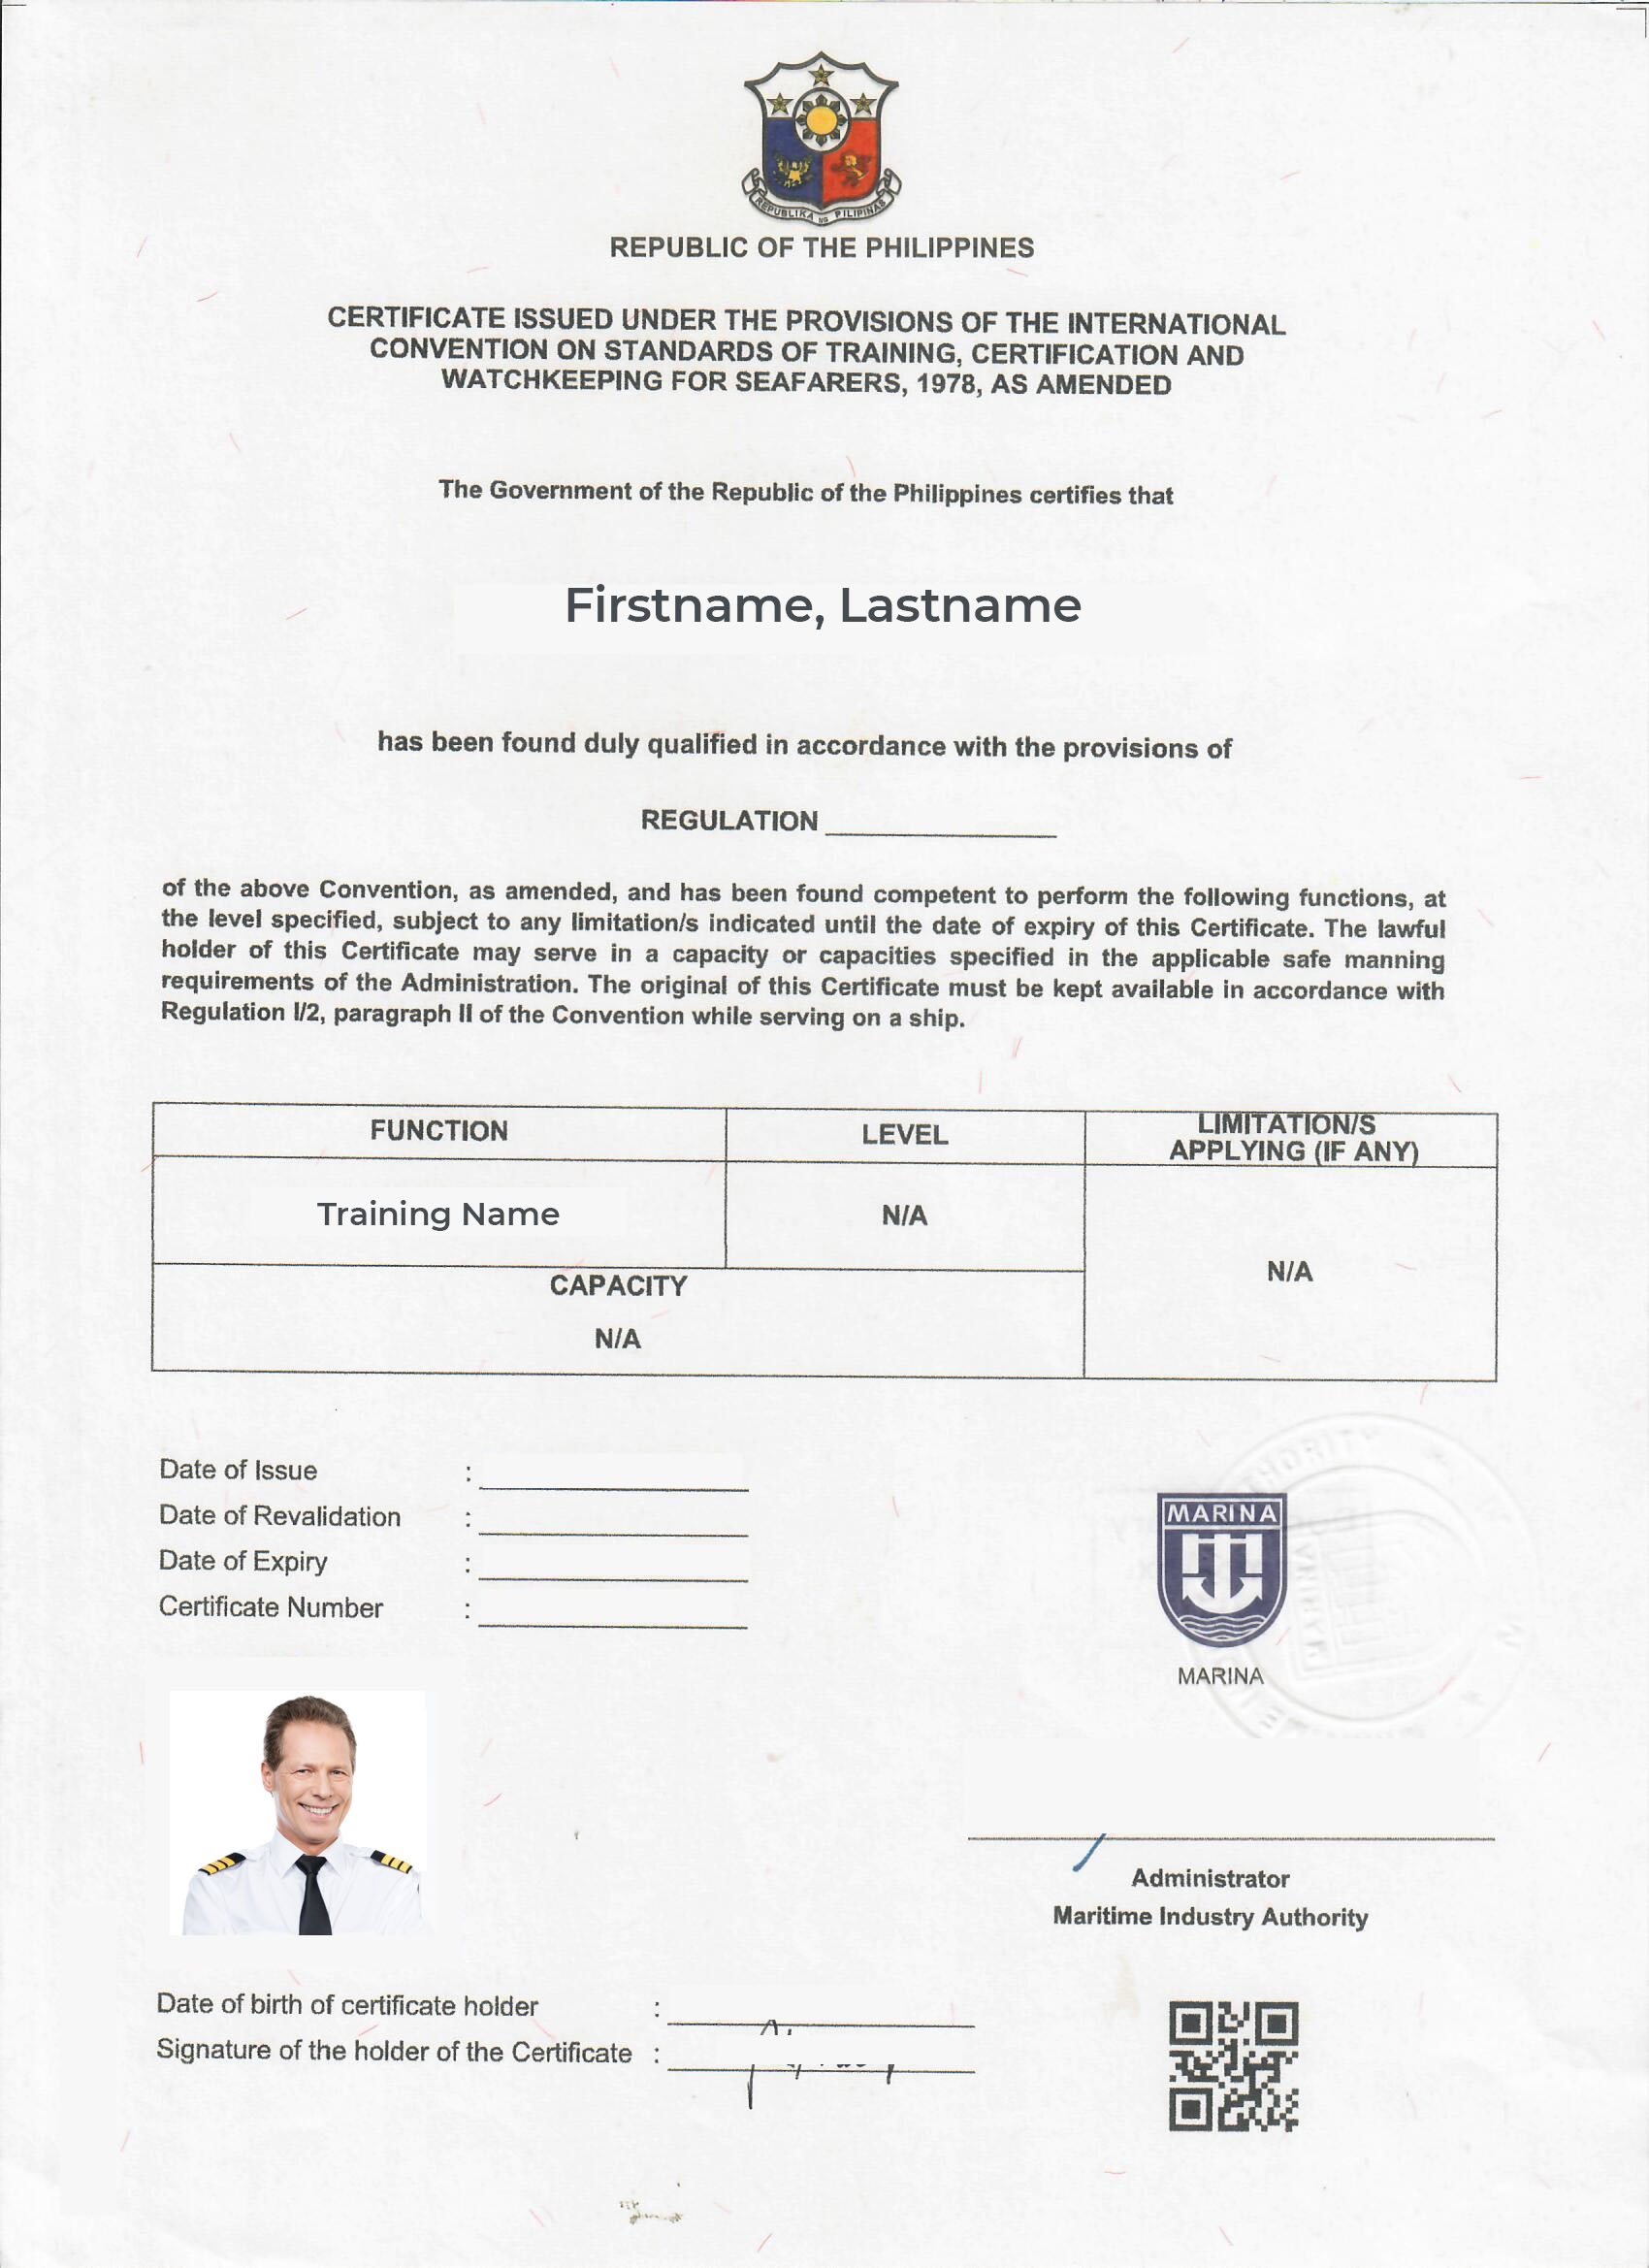 REPUBLIKA NG PILIPINAS
REPUBLIC OF THE PHILIPPINES
CERTIFICATE ISSUED UNDER THE PROVISIONS OF THE INTERNATIONAL
CONVENTION ON STANDARDS OF TRAINING, CERTIFICATION AND
WATCHKEEPING FOR SEAFARERS, 1978, AS AMENDED
The Government of the Republic of the Philippines certifies that
Firstname, Lastname
has been found duly qualified in accordance with the provisions of
REGULATION
of the above Convention, as amended, and has been found competent to perform the following functions, at
the level specified, subject to any limitation/s indicated until the date of expiry of this Certificate. The lawful
holder of this Certificate may serve in a capacity or capacities specified in the applicable safe manning
requirements of the Administration. The original of this Certificate must be kept available in accordance with
Regulation I/2, paragraph II of the Convention while serving on a ship.
FUNCTION
LEVEL
LIMITATION/S
APPLYING (IF ANY)
Training Name
N/A
N/A
CAPACITY
N/A
Date of Issue :
Date of Revalidation :
Date of Expiry :
Certificate Number :
MARINA
MARINA
Administrator
Maritime Industry Authority
Date of birth of certificate holder :
Signature of the holder of the Certificate :